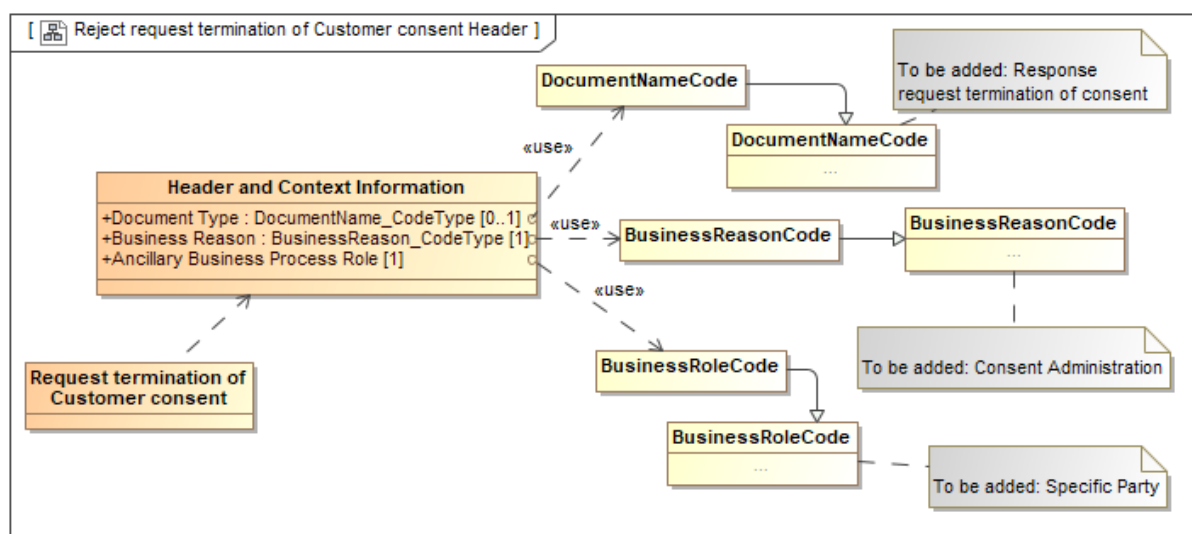 [ Reject request termination of Customer consent Header ]
DocumentNameCode
To be added: Response
request termination of consent
DocumentNameCode
...
«use»
Header and Context Information
+Document Type : DocumentName_CodeType [0..1]
+Business Reason : BusinessReason_CodeType [1]
+Ancillary Business Process Role [1]
«use»
BusinessReasonCode
BusinessReasonCode
...
«use»
BusinessRoleCode
To be added: Consent Administration
Request termination of
Customer consent
BusinessRoleCode
...
To be added: Specific Party